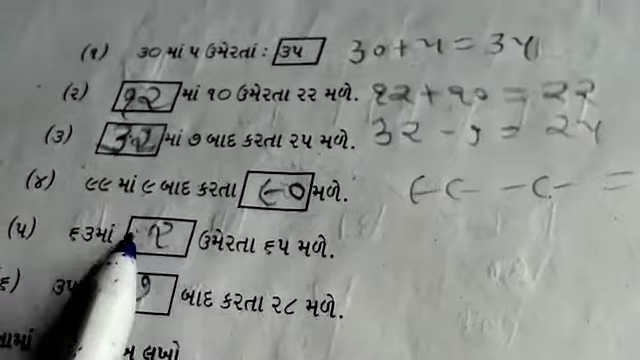 (૧) ૩૦ માં ૫ ઉમેરતાં : ૩૫ ૩૦+૫ = ૩૫
(૨) ૧૨ માં ૧૦ ઉમેરતા ૨૨ મળે. ૧૨+૧૦ = ૨૨
(૩) ૩૨ માં ૭ બાદ કરતા ૨૫ મળે. ૩૨ - ૭ = ૨૫
(૪) ૯૯ માં ૯ બાદ કરતા ૯૦ મળે. ૯૯ - ૯ =
(૫) ૬૩માં ૨ ઉમેરતા ૬૫ મળે.
૬) ૩૫ ૭ બાદ કરતા ૨૮ મળે.
લખો